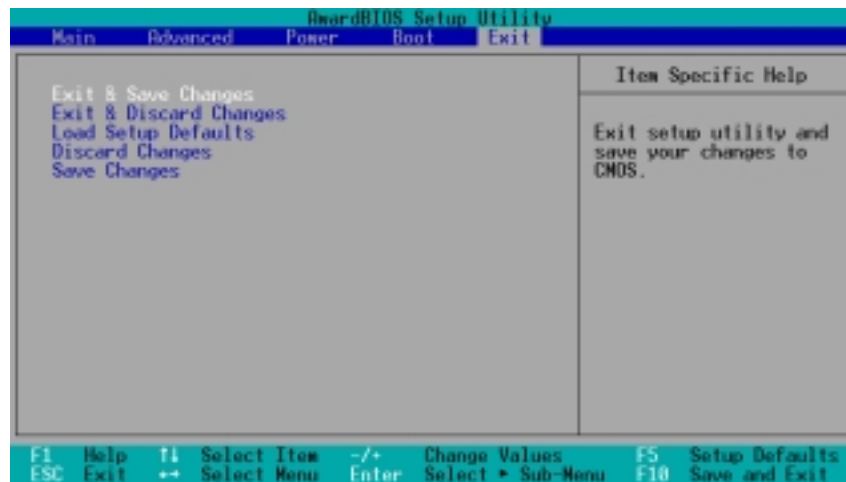 AwardBIOS Setup Utility
Main Advanced Power Boot Exit
Item Specific Help
Exit & Save Changes
Exit & Discard Changes
Load Setup Defaults
Discard Changes
Save Changes
Exit setup utility and
save your changes to
CMOS.
F1 Help ↑↓ Select Item -/+ Change Values F5 Setup Defaults
ESC Exit ←→ Select Menu Enter Select ► Sub-Menu F10 Save and Exit